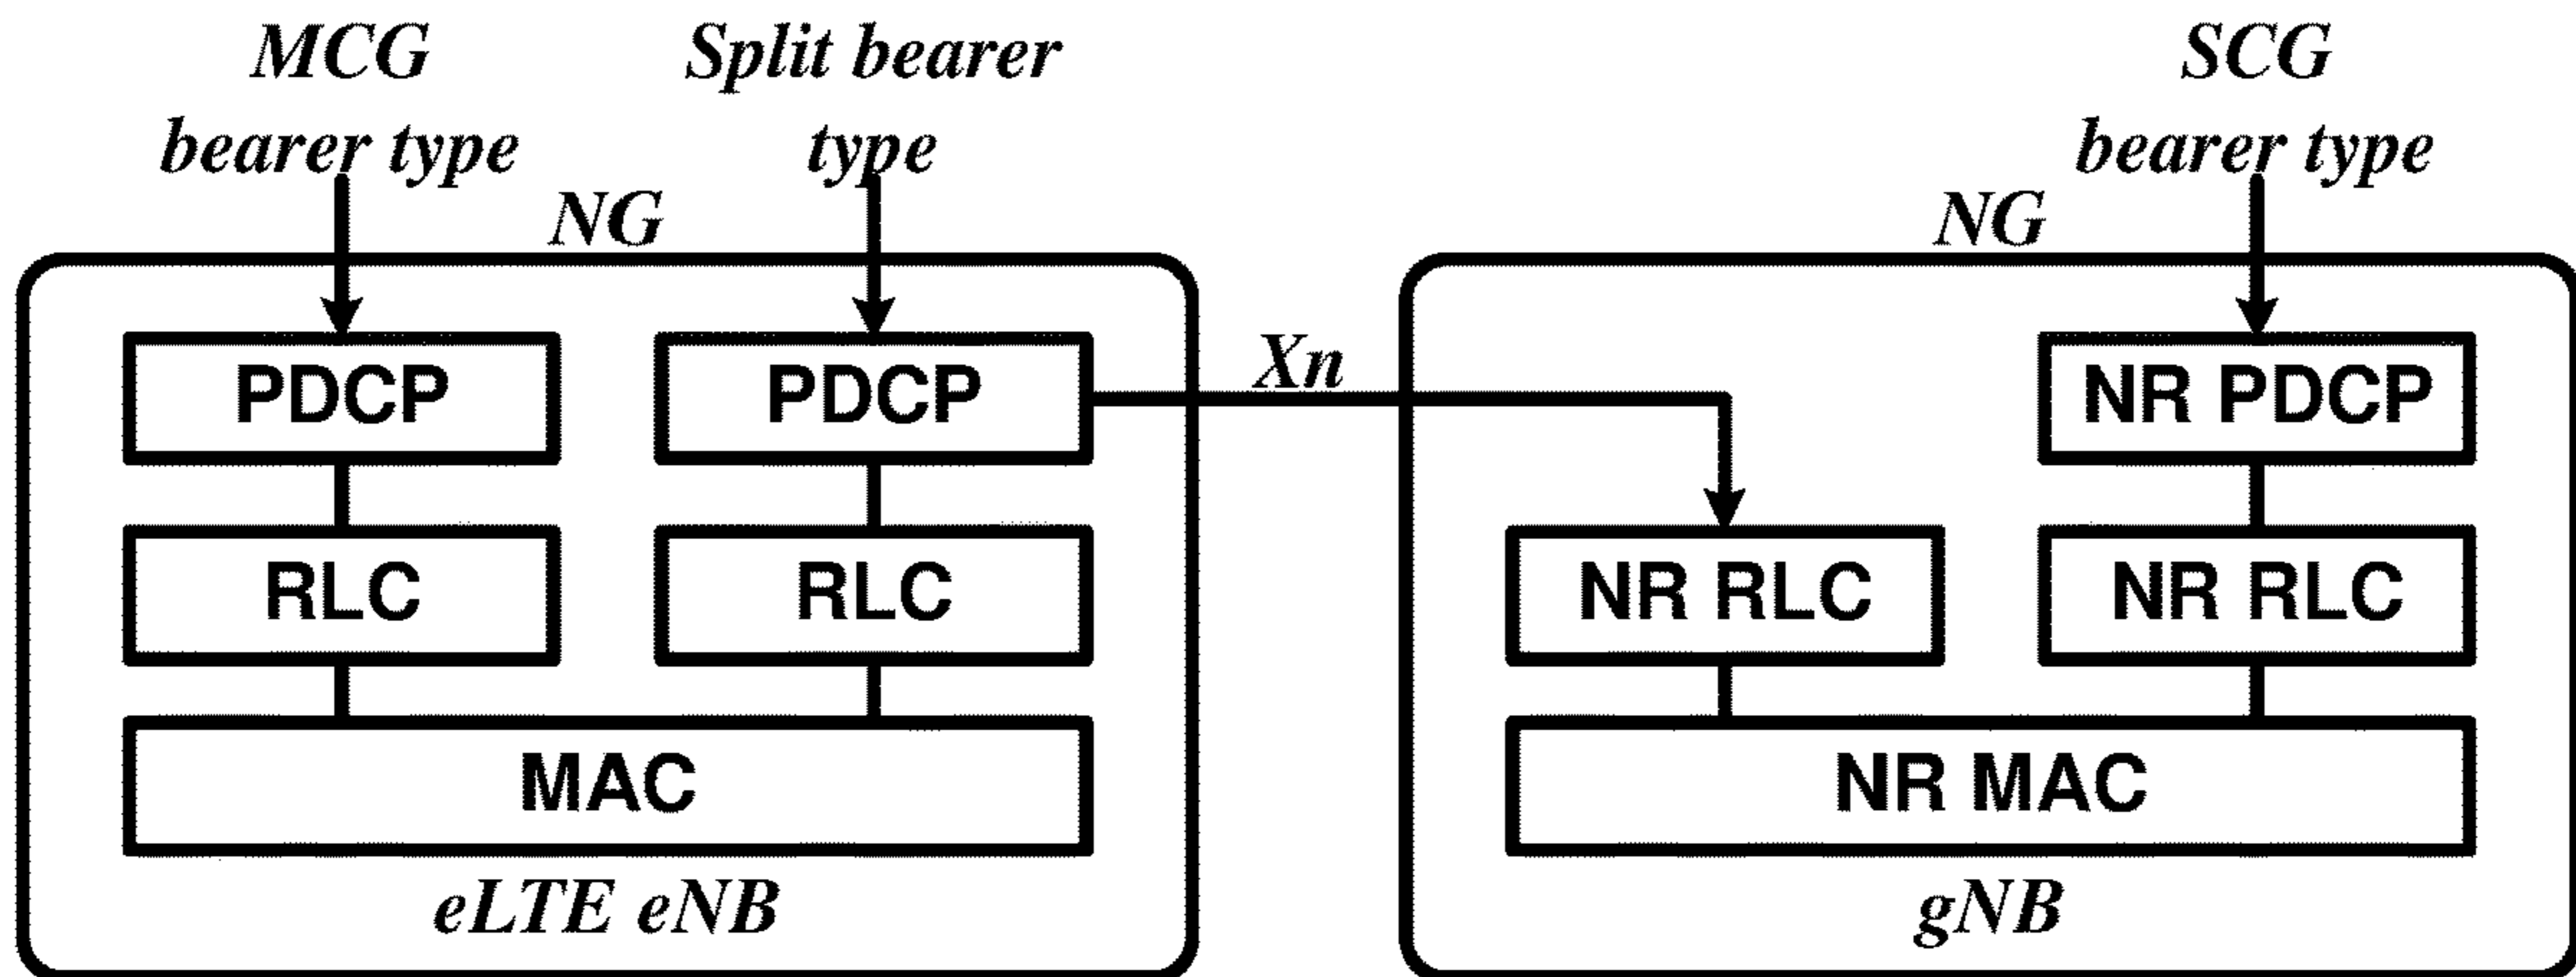 MCG
bearer type
Split bearer
type
SCG
bearer type
NG
NG
PDCP
PDCP
Xn
NR PDCP
RLC
RLC
NR RLC
NR RLC
MAC
NR MAC
eLTE eNB
gNB